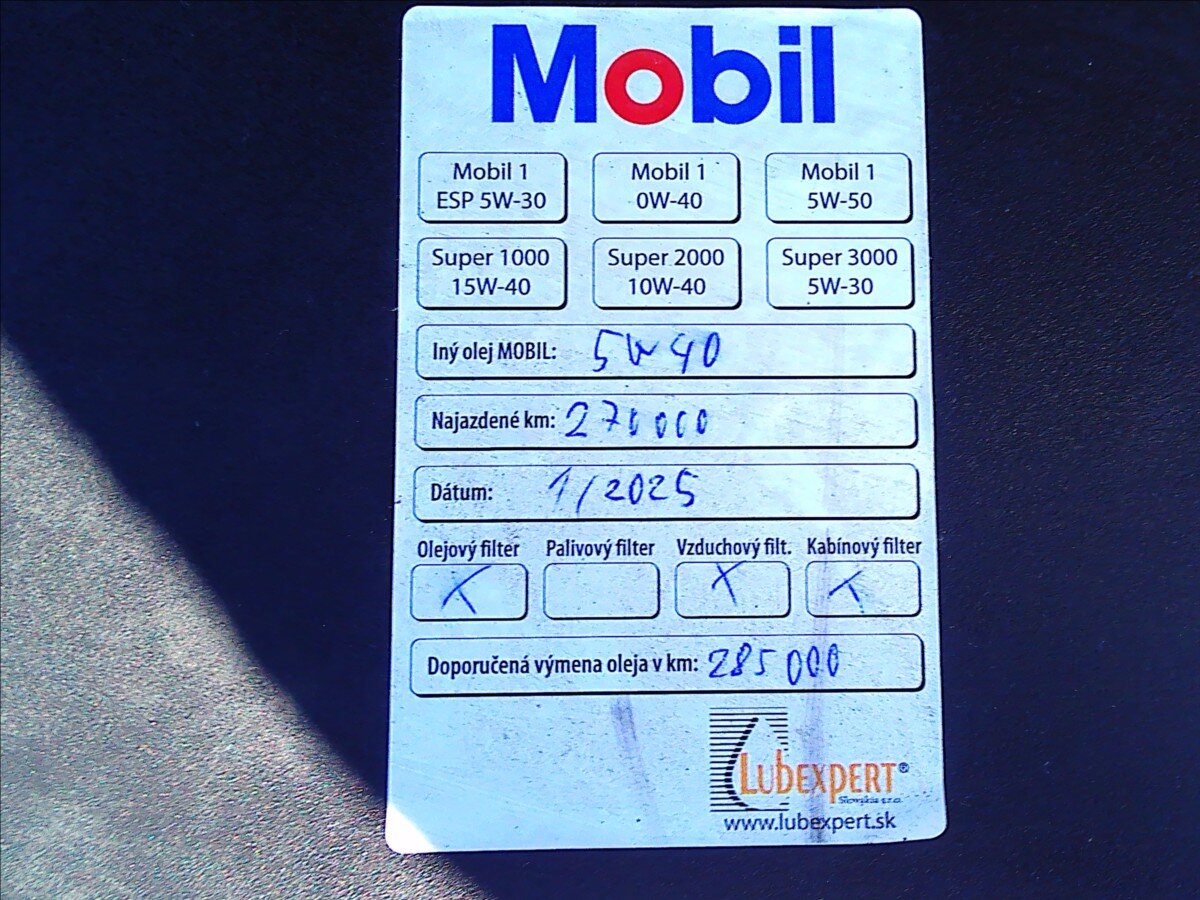 Mobil
Mobil 1 ESP 5W-30
Mobil 1 0W-40
Mobil 1 5W-50
Super 1000 15W-40
Super 2000 10W-40
Super 3000 5W-30
Iný olej MOBIL: 5W40
Najazdené km: 270000
Dátum: 1/2025
Olejový filter Palivový filter Vzduchový filt. Kabínový filter
X X X
Doporučená výmena oleja v km: 285000
LUBEXPERT®
Slovakia s.r.o.
www.lubexpert.sk